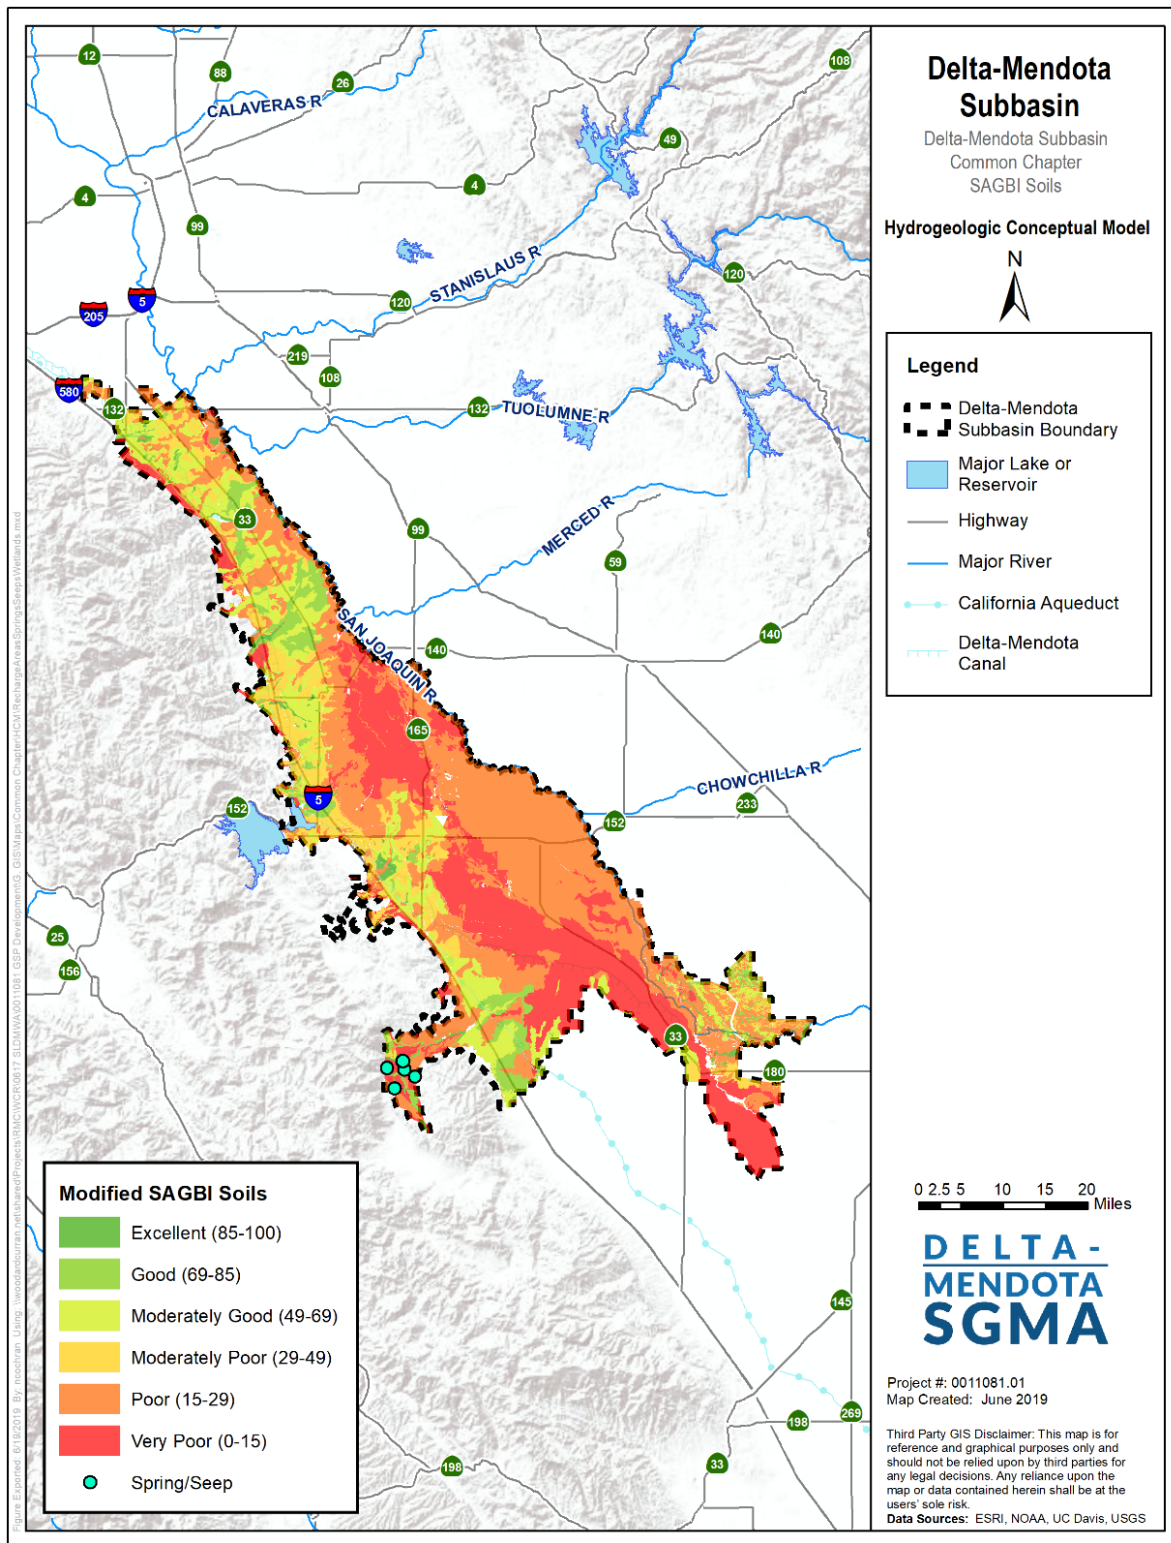 Delta-Mendota
Subbasin
Delta-Mendota Subbasin
Common Chapter
SAGBI Soils
Hydrogeologic Conceptual Model
N
Legend
Delta-Mendota
Subbasin Boundary
Major Lake or
Reservoir
Highway
Major River
California Aqueduct
Delta-Mendota
Canal
0 2.5 5 10 15 20
Miles
DELTA-
MENDOTA
SGMA
Project #: 0011081.01
Map Created: June 2019
Third Party GIS Disclaimer: This map is for
reference and graphical purposes only and
should not be relied upon by third parties for
any legal decisions. Any reliance upon the
map or data contained herein shall be at the
users' sole risk.
Data Sources: ESRI, NOAA, UC Davis, USGS
12
88
26
108
CALAVERAS R
49
4
4
99
STANISLAUS R
120
5
205
120
219
108
580
132
132
TUOLUMNE R
33
99
MERCED R
59
SAN JOAQUIN R
140
140
165
CHOWCHILLA R
233
152
5
152
25
156
33
180
145
269
198
33
198
Modified SAGBI Soils
Excellent (85-100)
Good (69-85)
Moderately Good (49-69)
Moderately Poor (29-49)
Poor (15-29)
Very Poor (0-15)
Spring/Seep